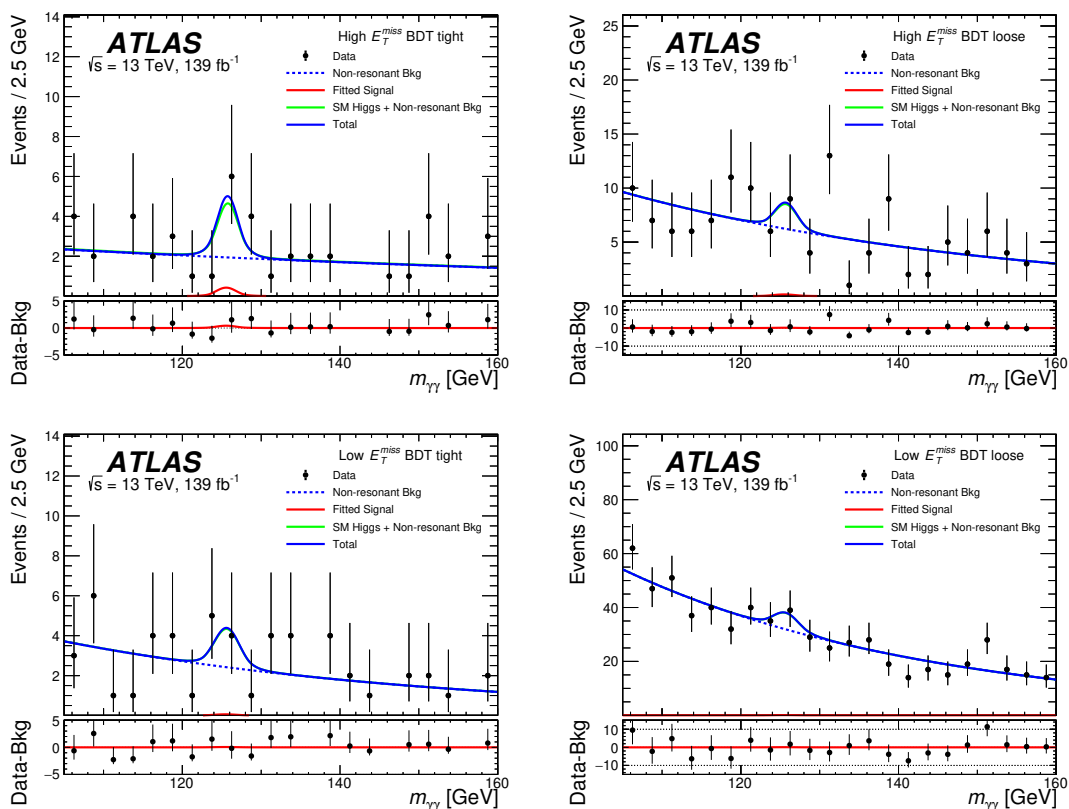 Events / 2.5 GeV
14
12
10
8
6
4
2
ATLAS
√s = 13 TeV, 139 fb⁻¹
High E_T^miss BDT tight
Data
Non-resonant Bkg
Fitted Signal
SM Higgs + Non-resonant Bkg
Total
Data-Bkg
5
0
−5
120 140 160
m_γγ [GeV]
Events / 2.5 GeV
25
20
15
10
5
ATLAS
√s = 13 TeV, 139 fb⁻¹
High E_T^miss BDT loose
Data
Non-resonant Bkg
Fitted Signal
SM Higgs + Non-resonant Bkg
Total
Data-Bkg
10
0
−10
120 140 160
m_γγ [GeV]
Events / 2.5 GeV
14
12
10
8
6
4
2
ATLAS
√s = 13 TeV, 139 fb⁻¹
Low E_T^miss BDT tight
Data
Non-resonant Bkg
Fitted Signal
SM Higgs + Non-resonant Bkg
Total
Data-Bkg
5
0
−5
120 140 160
m_γγ [GeV]
Events / 2.5 GeV
100
80
60
40
20
ATLAS
√s = 13 TeV, 139 fb⁻¹
Low E_T^miss BDT loose
Data
Non-resonant Bkg
Fitted Signal
SM Higgs + Non-resonant Bkg
Total
Data-Bkg
10
0
−10
120 140 160
m_γγ [GeV]